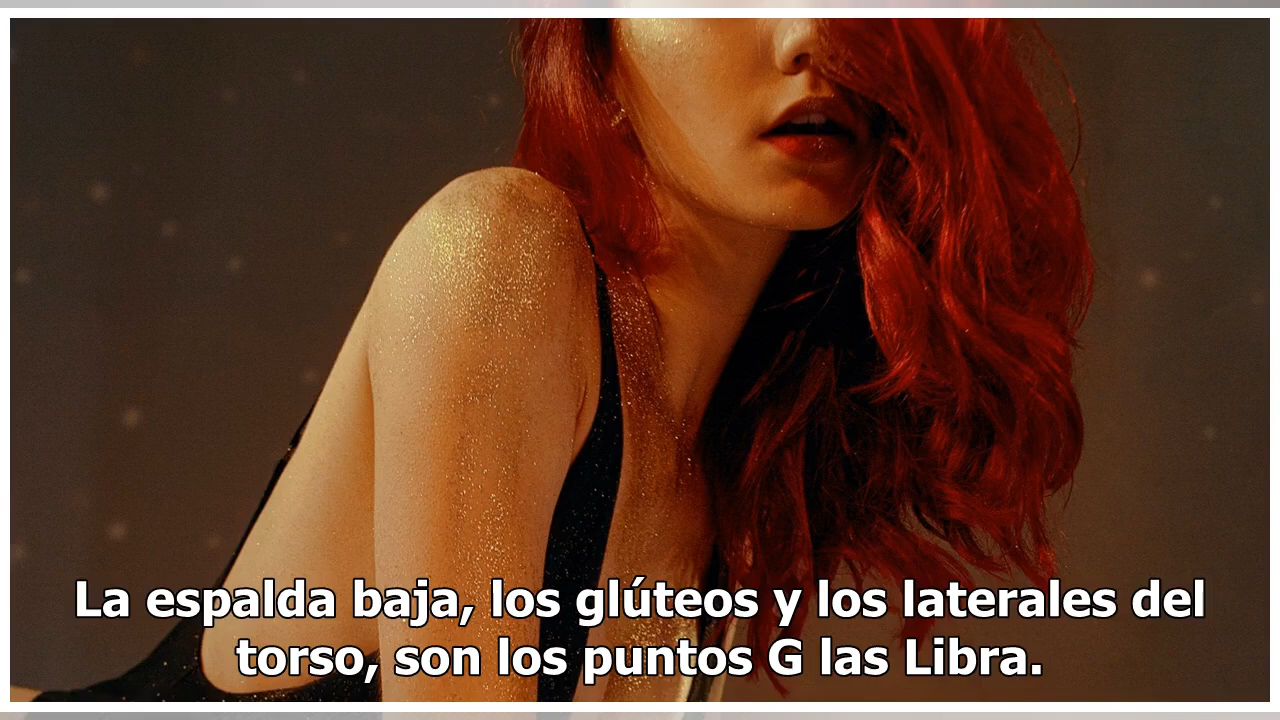 La espalda baja, los glúteos y los laterales del
torso, son los puntos G las Libra.